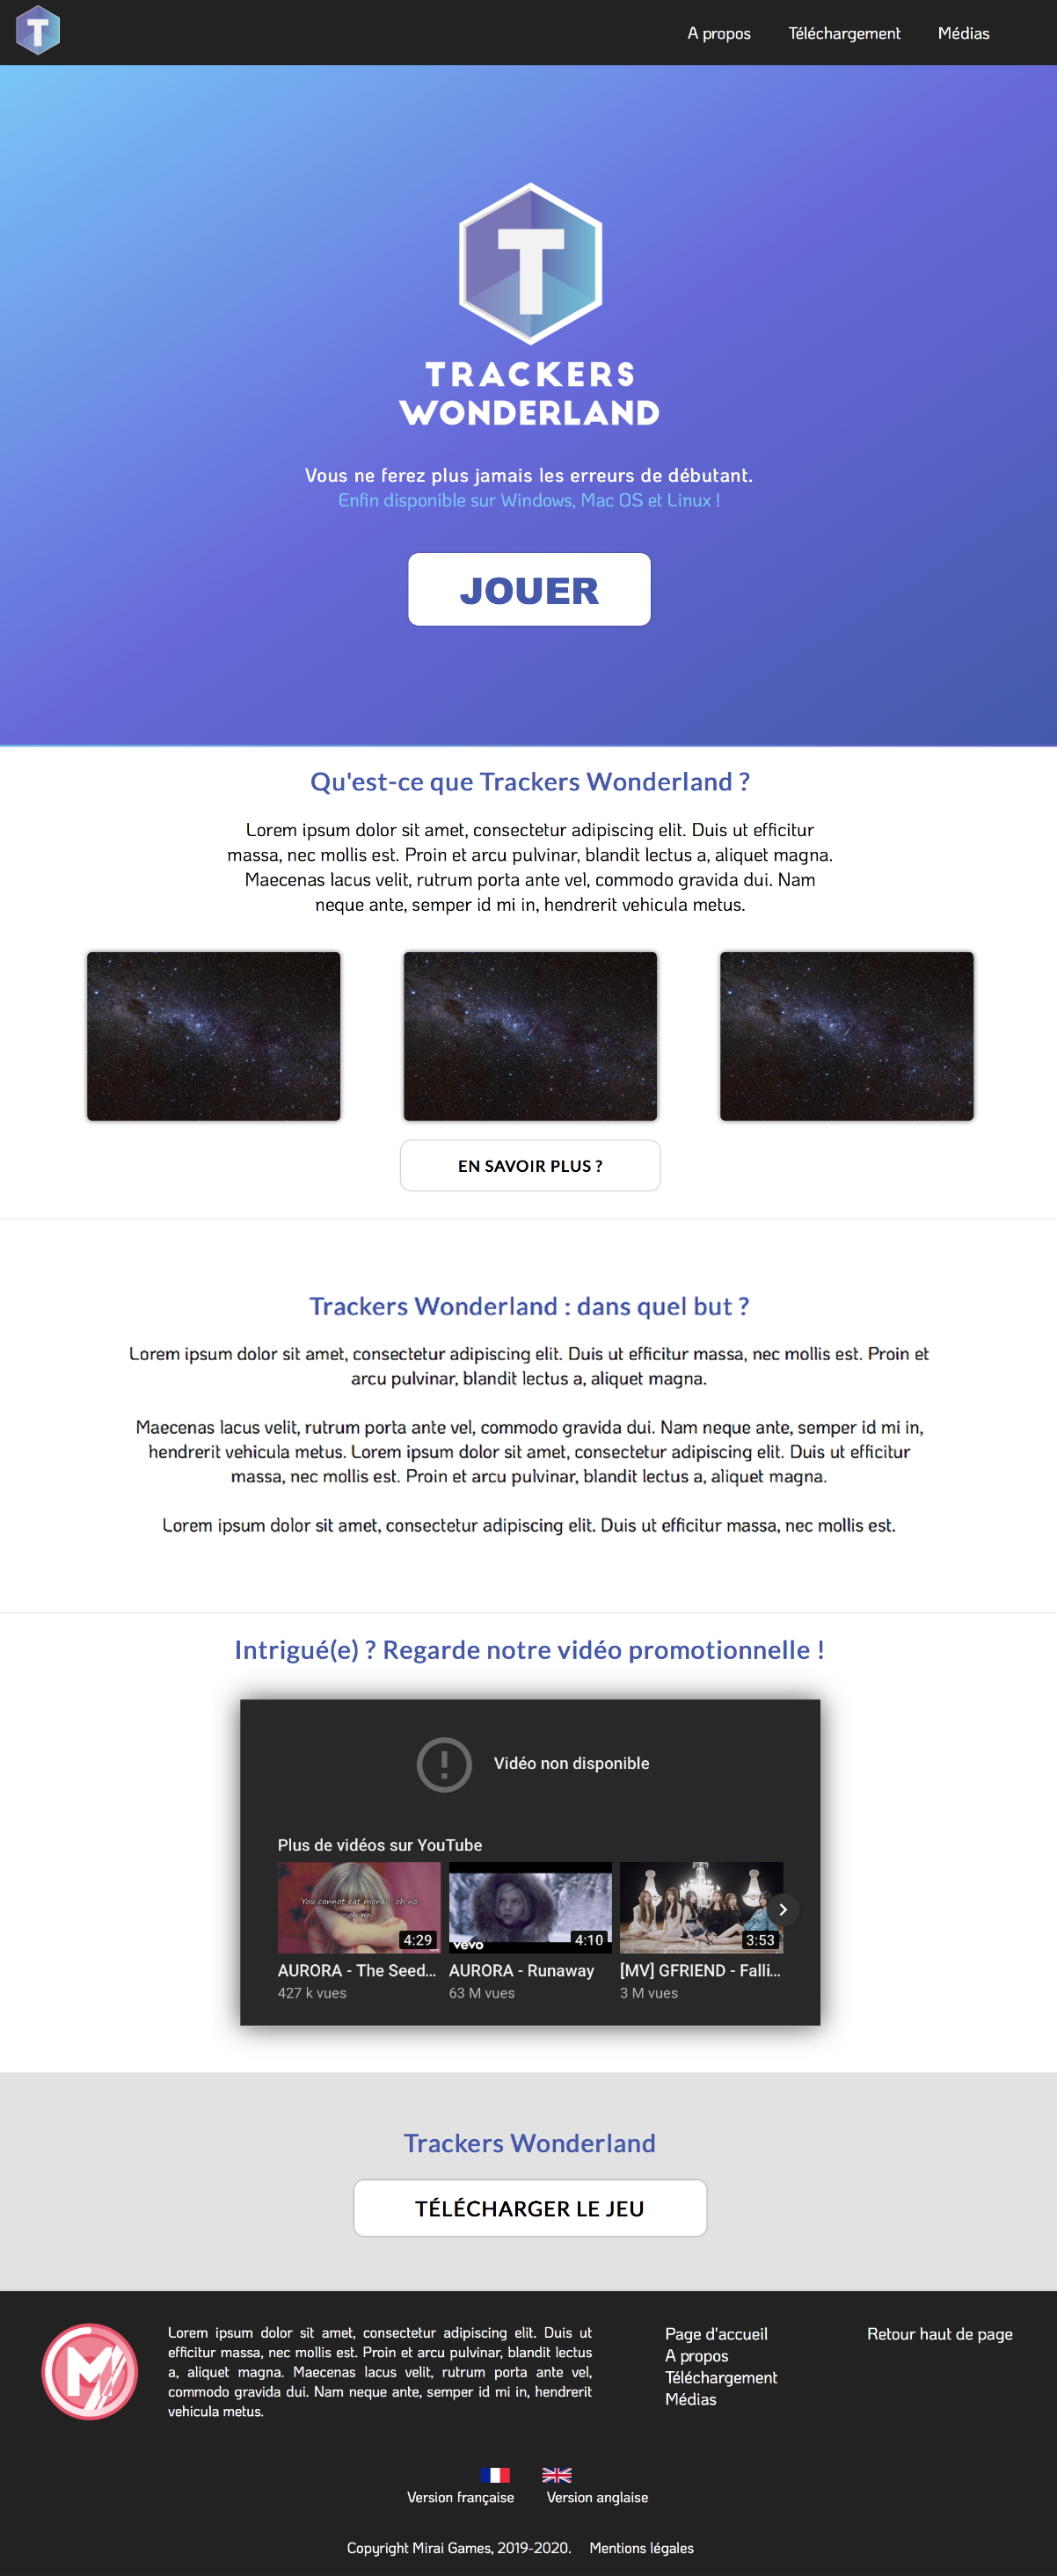 T
A propos Téléchargement Médias
T
TRACKERS
WONDERLAND
Vous ne ferez plus jamais les erreurs de débutant.
Enfin disponible sur Windows, Mac OS et Linux !
JOUER
Qu'est-ce que Trackers Wonderland ?
Lorem ipsum dolor sit amet, consectetur adipiscing elit. Duis ut efficitur
massa, nec mollis est. Proin et arcu pulvinar, blandit lectus a, aliquet magna.
Maecenas lacus velit, rutrum porta ante vel, commodo gravida dui. Nam
neque ante, semper id mi in, hendrerit vehicula metus.
EN SAVOIR PLUS ?
Trackers Wonderland : dans quel but ?
Lorem ipsum dolor sit amet, consectetur adipiscing elit. Duis ut efficitur massa, nec mollis est. Proin et
arcu pulvinar, blandit lectus a, aliquet magna.
Maecenas lacus velit, rutrum porta ante vel, commodo gravida dui. Nam neque ante, semper id mi in,
hendrerit vehicula metus. Lorem ipsum dolor sit amet, consectetur adipiscing elit. Duis ut efficitur
massa, nec mollis est. Proin et arcu pulvinar, blandit lectus a, aliquet magna.
Lorem ipsum dolor sit amet, consectetur adipiscing elit. Duis ut efficitur massa, nec mollis est.
Intrigué(e) ? Regarde notre vidéo promotionnelle !
Vidéo non disponible
Plus de vidéos sur YouTube
You cannot eat money, oh no
oh no
4:29
vevo
4:10
3:53
AURORA - The Seed... AURORA - Runaway [MV] GFRIEND - Falli...
427 k vues 63 M vues 3 M vues
Trackers Wonderland
TÉLÉCHARGER LE JEU
M
Lorem ipsum dolor sit amet, consectetur adipiscing elit. Duis ut
efficitur massa, nec mollis est. Proin et arcu pulvinar, blandit lectus
a, aliquet magna. Maecenas lacus velit, rutrum porta ante vel,
commodo gravida dui. Nam neque ante, semper id mi in, hendrerit
vehicula metus.
Page d'accueil
A propos
Téléchargement
Médias
Retour haut de page
Version française Version anglaise
Copyright Mirai Games, 2019-2020. Mentions légales